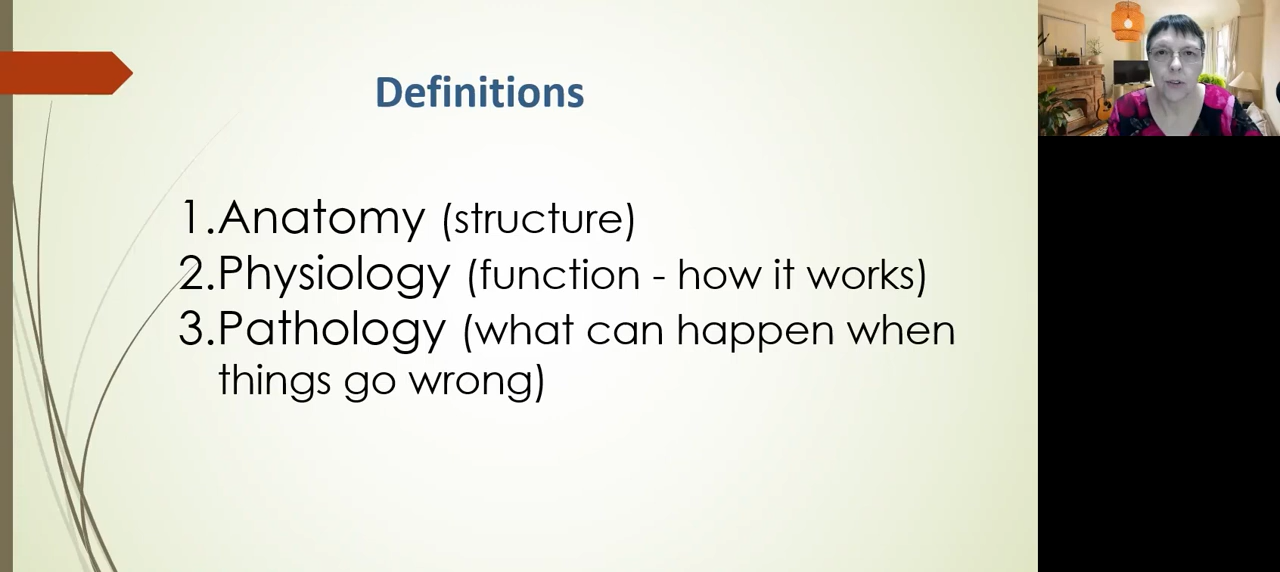 Definitions
1.Anatomy (structure)
2.Physiology (function - how it works)
3.Pathology (what can happen when
things go wrong)